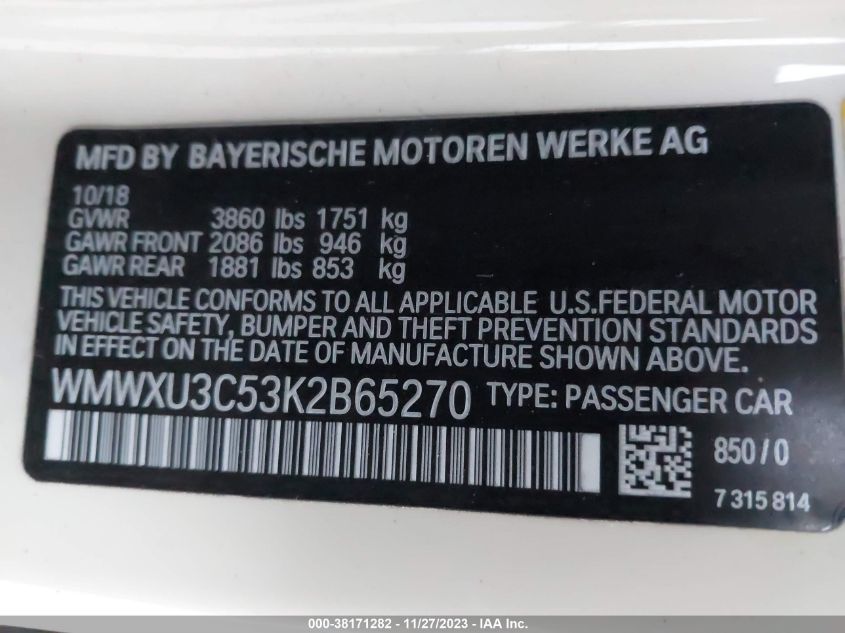 MFD BY BAYERISCHE MOTOREN WERKE AG
10/18
GVWR 3860 lbs 1751 kg
GAWR FRONT 2086 lbs 946 kg
GAWR REAR 1881 lbs 853 kg
THIS VEHICLE CONFORMS TO ALL APPLICABLE U.S.FEDERAL MOTOR
VEHICLE SAFETY, BUMPER AND THEFT PREVENTION STANDARDS
IN EFFECT ON THE DATE OF MANUFACTURE SHOWN ABOVE.
WMWXU3C53K2B65270 TYPE: PASSENGER CAR
850/0
7 315 814
000-38171282 - 11/27/2023 - IAA Inc.